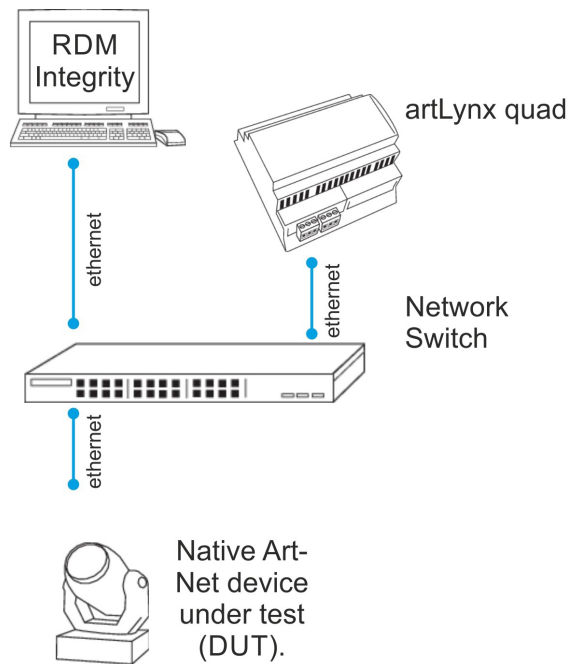 RDM
Integrity
artLynx quad
ethernet
ethernet
Network
Switch
ethernet
Native Art-
Net device
under test
(DUT).